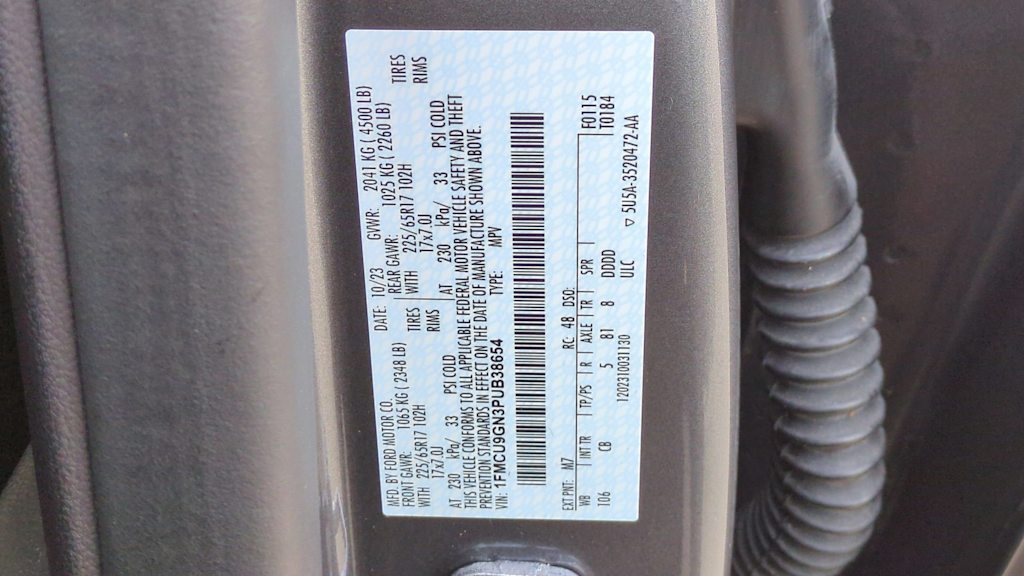 MFD. BY FORD MOTOR CO.
DATE: 10/23 GVWR: 2041 KG ( 4500 LB)
FRONT GAWR: 1065 KG ( 2348 LB) REAR GAWR: 1025 KG ( 2260 LB)
WITH 225/65R17 102H TIRES WITH 225/65R17 102H TIRES
17x7.0J RIMS 17x7.0J RIMS
AT 230 kPa/ 33 PSI COLD AT 230 kPa/ 33 PSI COLD
THIS VEHICLE CONFORMS TO ALL APPLICABLE FEDERAL MOTOR VEHICLE SAFETY AND THEFT
PREVENTION STANDARDS IN EFFECT ON THE DATE OF MANUFACTURE SHOWN ABOVE.
VIN: 1FMCU9GN3PUB38654 TYPE: MPV
EXT PNT: M7 RC: 48 DSO: F0115
WB INTR TP/PS R AXLE TR SPR F0184
106 CB 5 B1 8 DDDD
120231003​1130 ULC ▽ 5U5A-3520472-AA